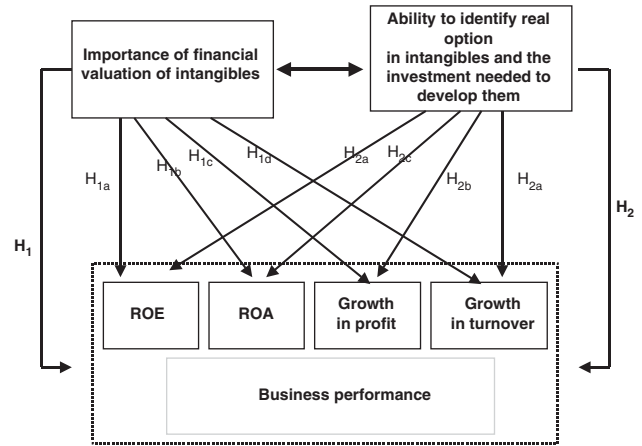 Importance of financial
valuation of intangibles
Ability to identify real
option
in intangibles and the
investment needed to
develop them
H1a
H1b
H1c
H1d
H2a
H2c
H2b
H2a
H1
H2
ROE
ROA
Growth
in profit
Growth
in turnover
Business performance